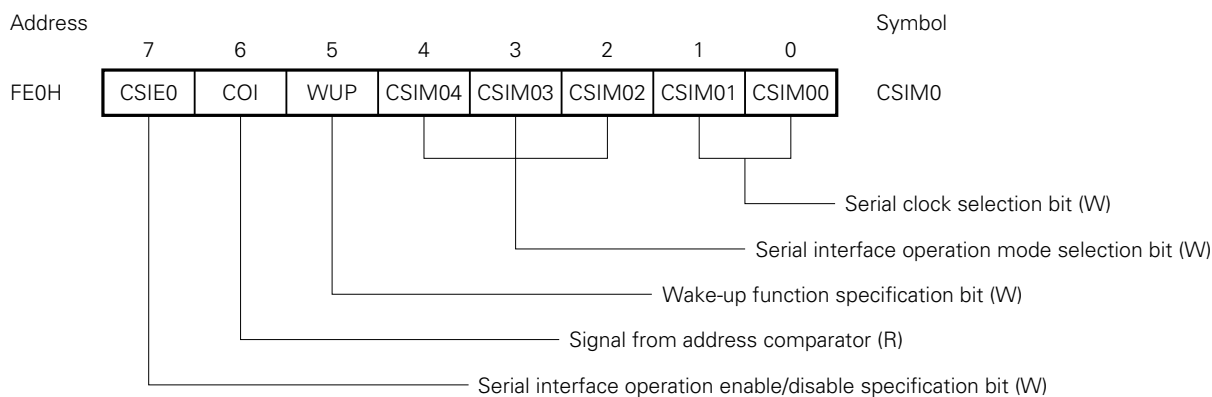 Address Symbol
7 6 5 4 3 2 1 0
FE0H CSIE0 COI WUP CSIM04 CSIM03 CSIM02 CSIM01 CSIM00 CSIM0
Serial clock selection bit (W)
Serial interface operation mode selection bit (W)
Wake-up function specification bit (W)
Signal from address comparator (R)
Serial interface operation enable/disable specification bit (W)